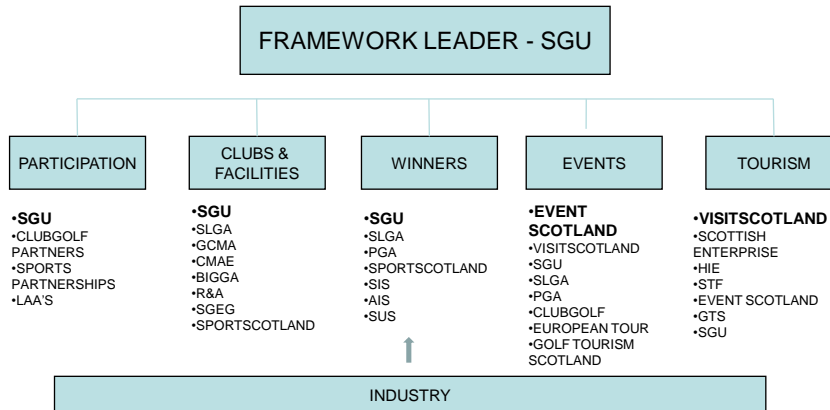 FRAMEWORK LEADER - SGU
PARTICIPATION
CLUBS &
FACILITIES
WINNERS
EVENTS
TOURISM
•SGU
•CLUBGOLF
PARTNERS
•SPORTS
PARTNERSHIPS
•LAA'S
•SGU
•SLGA
•GCMA
•CMAE
•BIGGA
•R&A
•SGEG
•SPORTSCOTLAND
•SGU
•SLGA
•PGA
•SPORTSCOTLAND
•SIS
•AIS
•SUS
•EVENT
SCOTLAND
•VISITSCOTLAND
•SGU
•SLGA
•PGA
•CLUBGOLF
•EUROPEAN TOUR
•GOLF TOURISM
SCOTLAND
•VISITSCOTLAND
•SCOTTISH
ENTERPRISE
•HIE
•STF
•EVENT SCOTLAND
•GTS
•SGU
INDUSTRY